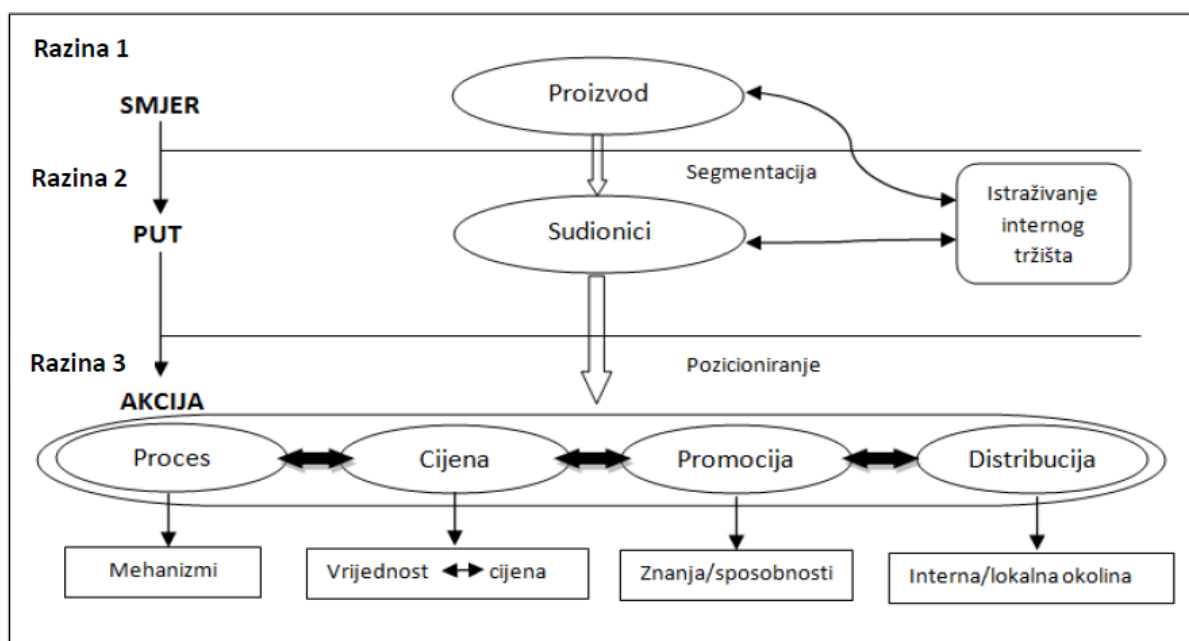 Razina 1
SMJER
Proizvod
Razina 2
Segmentacija
PUT
Sudionici
Istraživanje
internog
tržišta
Razina 3
Pozicioniranje
AKCIJA
Proces
Cijena
Promocija
Distribucija
Mehanizmi
Vrijednost cijena
Znanja/sposobnosti
Interna/lokalna okolina